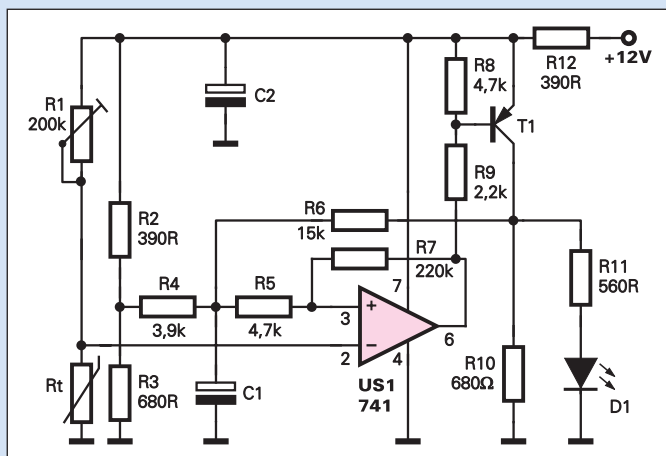 R1
200k
R2
390R
Rt
R3
680R
C2
R4
3,9k
R5
4,7k
R6
15k
R7
220k
C1
3
+
2
−
7
4
6
US1
741
R8
4,7k
R9
2,2k
T1
R12
390R
+12V
R10
680Ω
R11
560R
D1